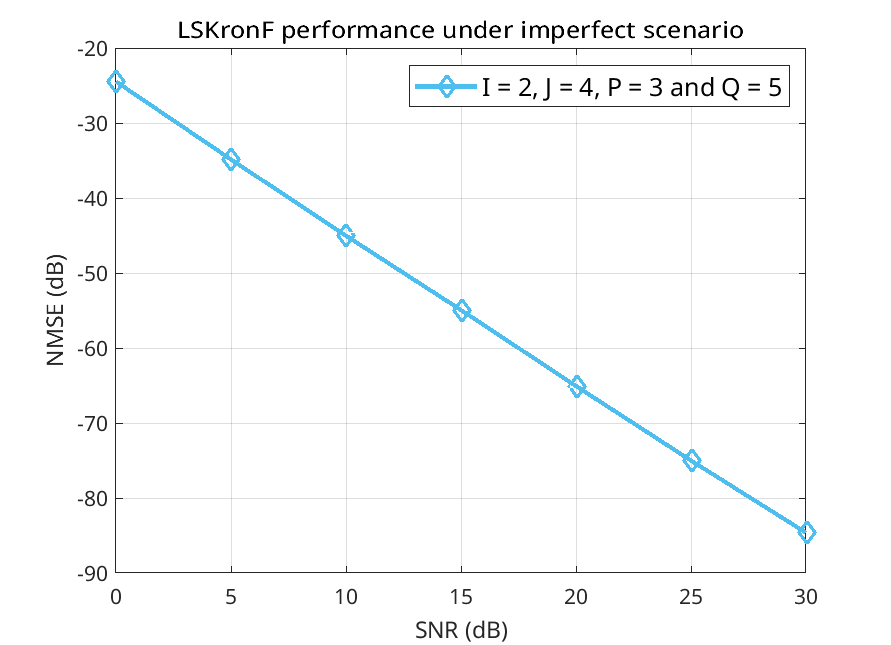 LSKronF performance under imperfect scenario
I = 2, J = 4, P = 3 and Q = 5
NMSE (dB)
-20
-30
-40
-50
-60
-70
-80
-90
0 5 10 15 20 25 30
SNR (dB)